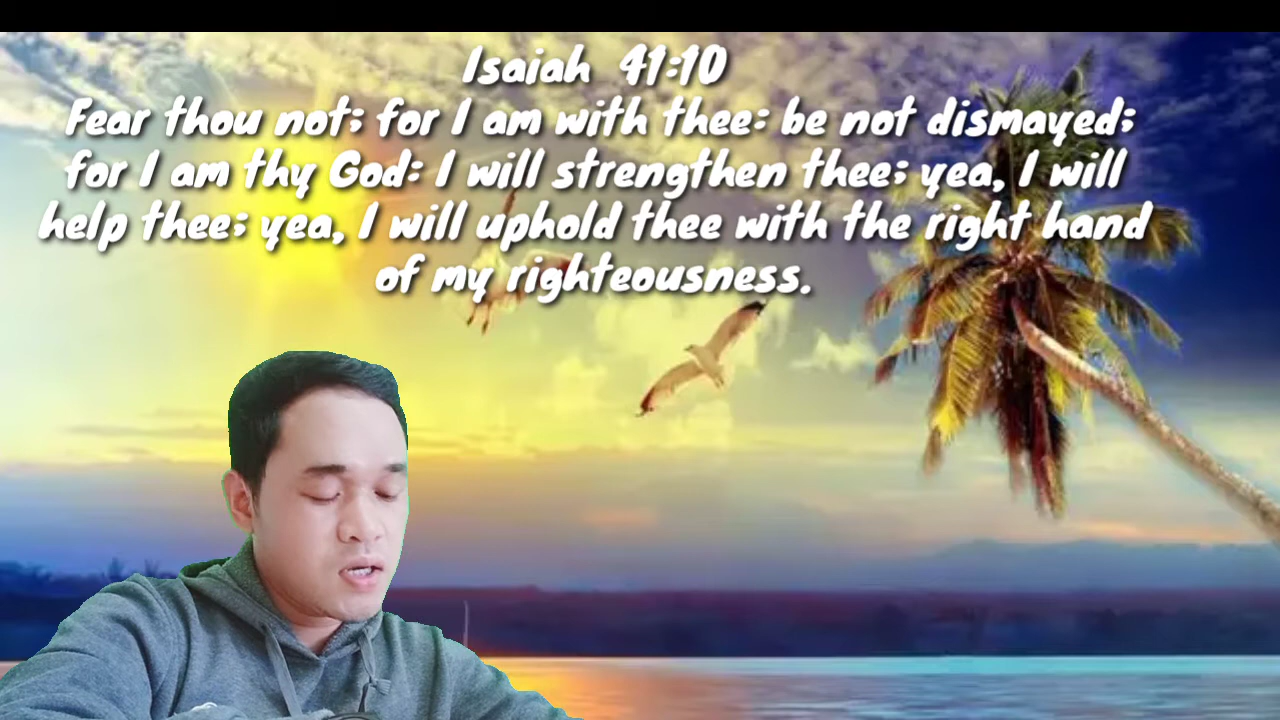 Isaiah 41:10
Fear thou not; for I am with thee: be not dismayed;
for I am thy God: I will strengthen thee; yea, I will
help thee; yea, I will uphold thee with the right hand
of my righteousness.